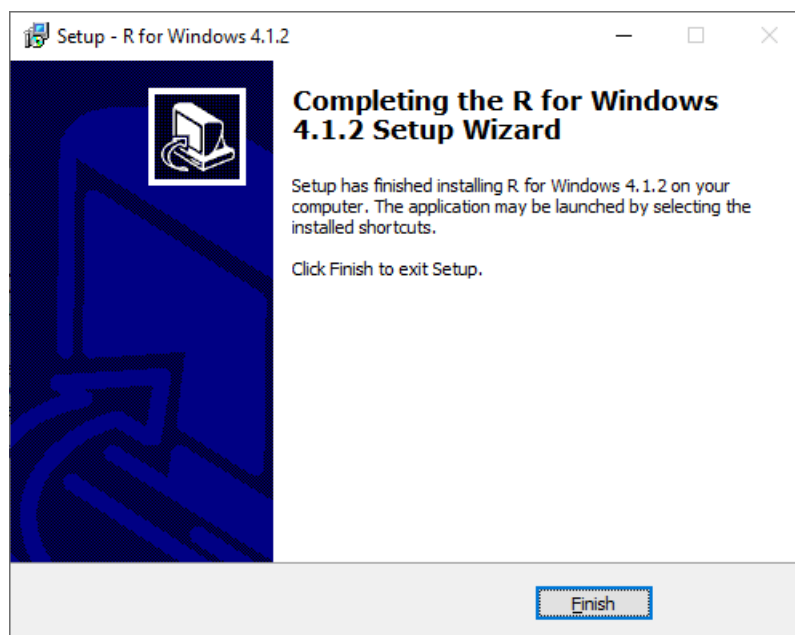 Setup - R for Windows 4.1.2
Completing the R for Windows
4.1.2 Setup Wizard
Setup has finished installing R for Windows 4.1.2 on your
computer. The application may be launched by selecting the
installed shortcuts.
Click Finish to exit Setup.
Finish